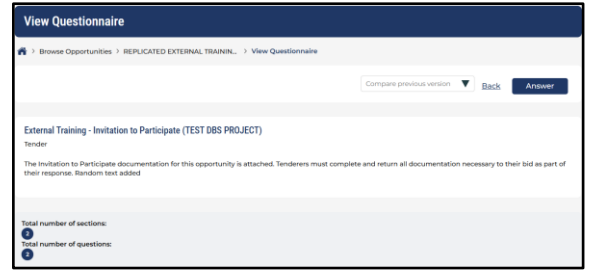 View Questionnaire
> Browse Opportunities > REPLICATED EXTERNAL TRAININ... > View Questionnaire
Compare previous version ▼ Back Answer
External Training - Invitation to Participate (TEST DBS PROJECT)
Tender
The Invitation to Participate documentation for this opportunity is attached. Tenderers must complete and return all documentation necessary to their bid as part of
their response. Random text added
Total number of sections:
Total number of questions: